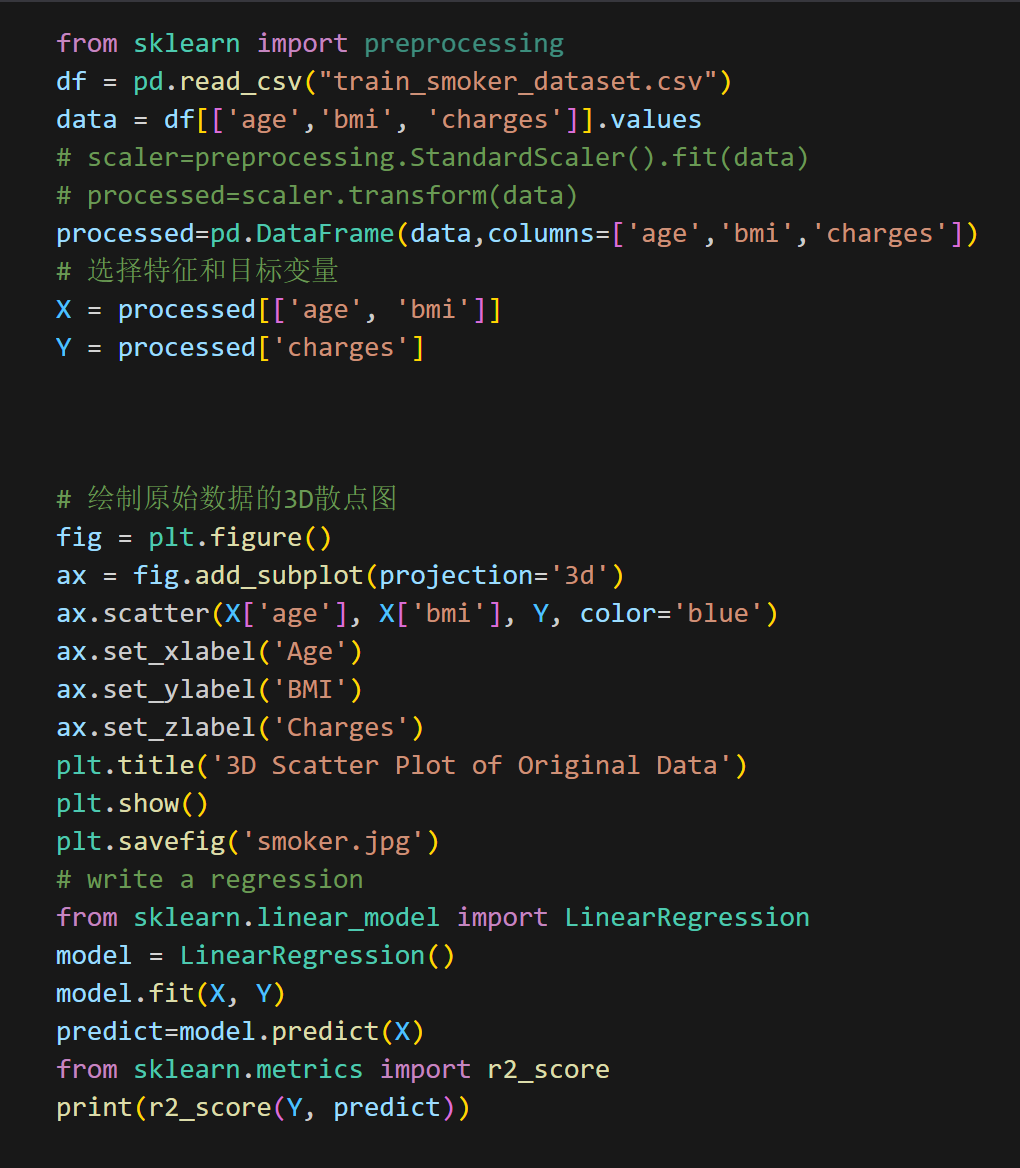 from sklearn import preprocessing
df = pd.read_csv("train_smoker_dataset.csv")
data = df[['age','bmi', 'charges']].values
# scaler=preprocessing.StandardScaler().fit(data)
# processed=scaler.transform(data)
processed=pd.DataFrame(data,columns=['age','bmi','charges'])
# 选择特征和目标变量
X = processed[['age', 'bmi']]
Y = processed['charges']
# 绘制原始数据的3D散点图
fig = plt.figure()
ax = fig.add_subplot(projection='3d')
ax.scatter(X['age'], X['bmi'], Y, color='blue')
ax.set_xlabel('Age')
ax.set_ylabel('BMI')
ax.set_zlabel('Charges')
plt.title('3D Scatter Plot of Original Data')
plt.show()
plt.savefig('smoker.jpg')
# write a regression
from sklearn.linear_model import LinearRegression
model = LinearRegression()
model.fit(X, Y)
predict=model.predict(X)
from sklearn.metrics import r2_score
print(r2_score(Y, predict))